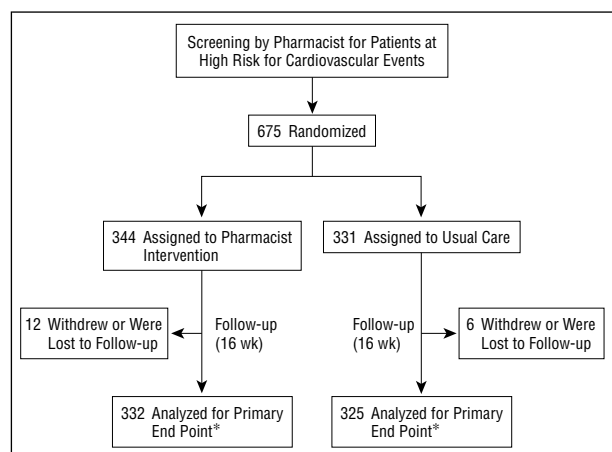 Screening by Pharmacist for Patients at
High Risk for Cardiovascular Events
675 Randomized
344 Assigned to Pharmacist
Intervention
331 Assigned to Usual Care
12 Withdrew or Were
Lost to Follow-up
Follow-up
(16 wk)
Follow-up
(16 wk)
6 Withdrew or Were
Lost to Follow-up
332 Analyzed for Primary
End Point*
325 Analyzed for Primary
End Point*